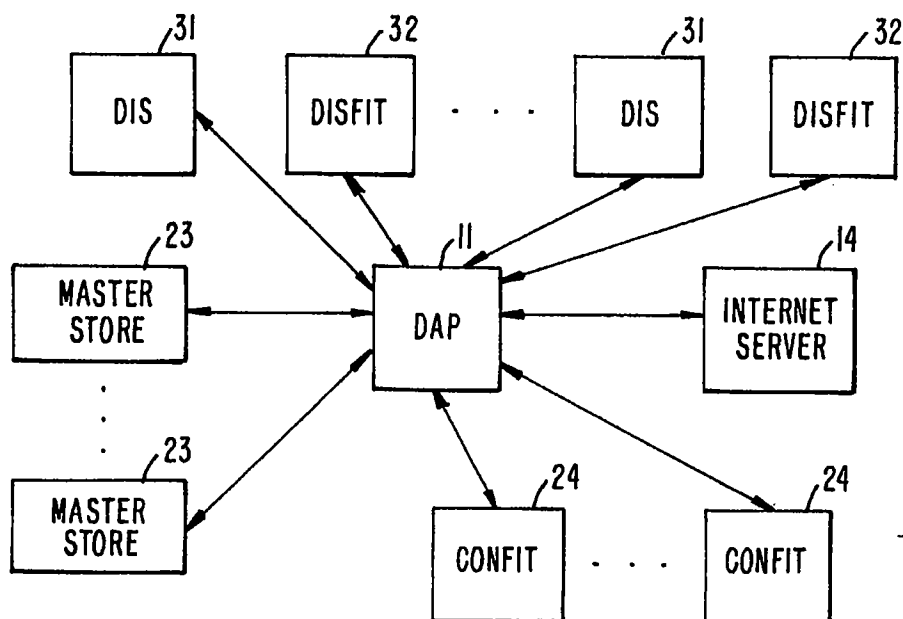 31
32
31
32
DIS
DISFIT
DIS
DISFIT
23
11
14
MASTER
STORE
DAP
INTERNET
SERVER
23
24
24
MASTER
STORE
CONFIT
CONFIT